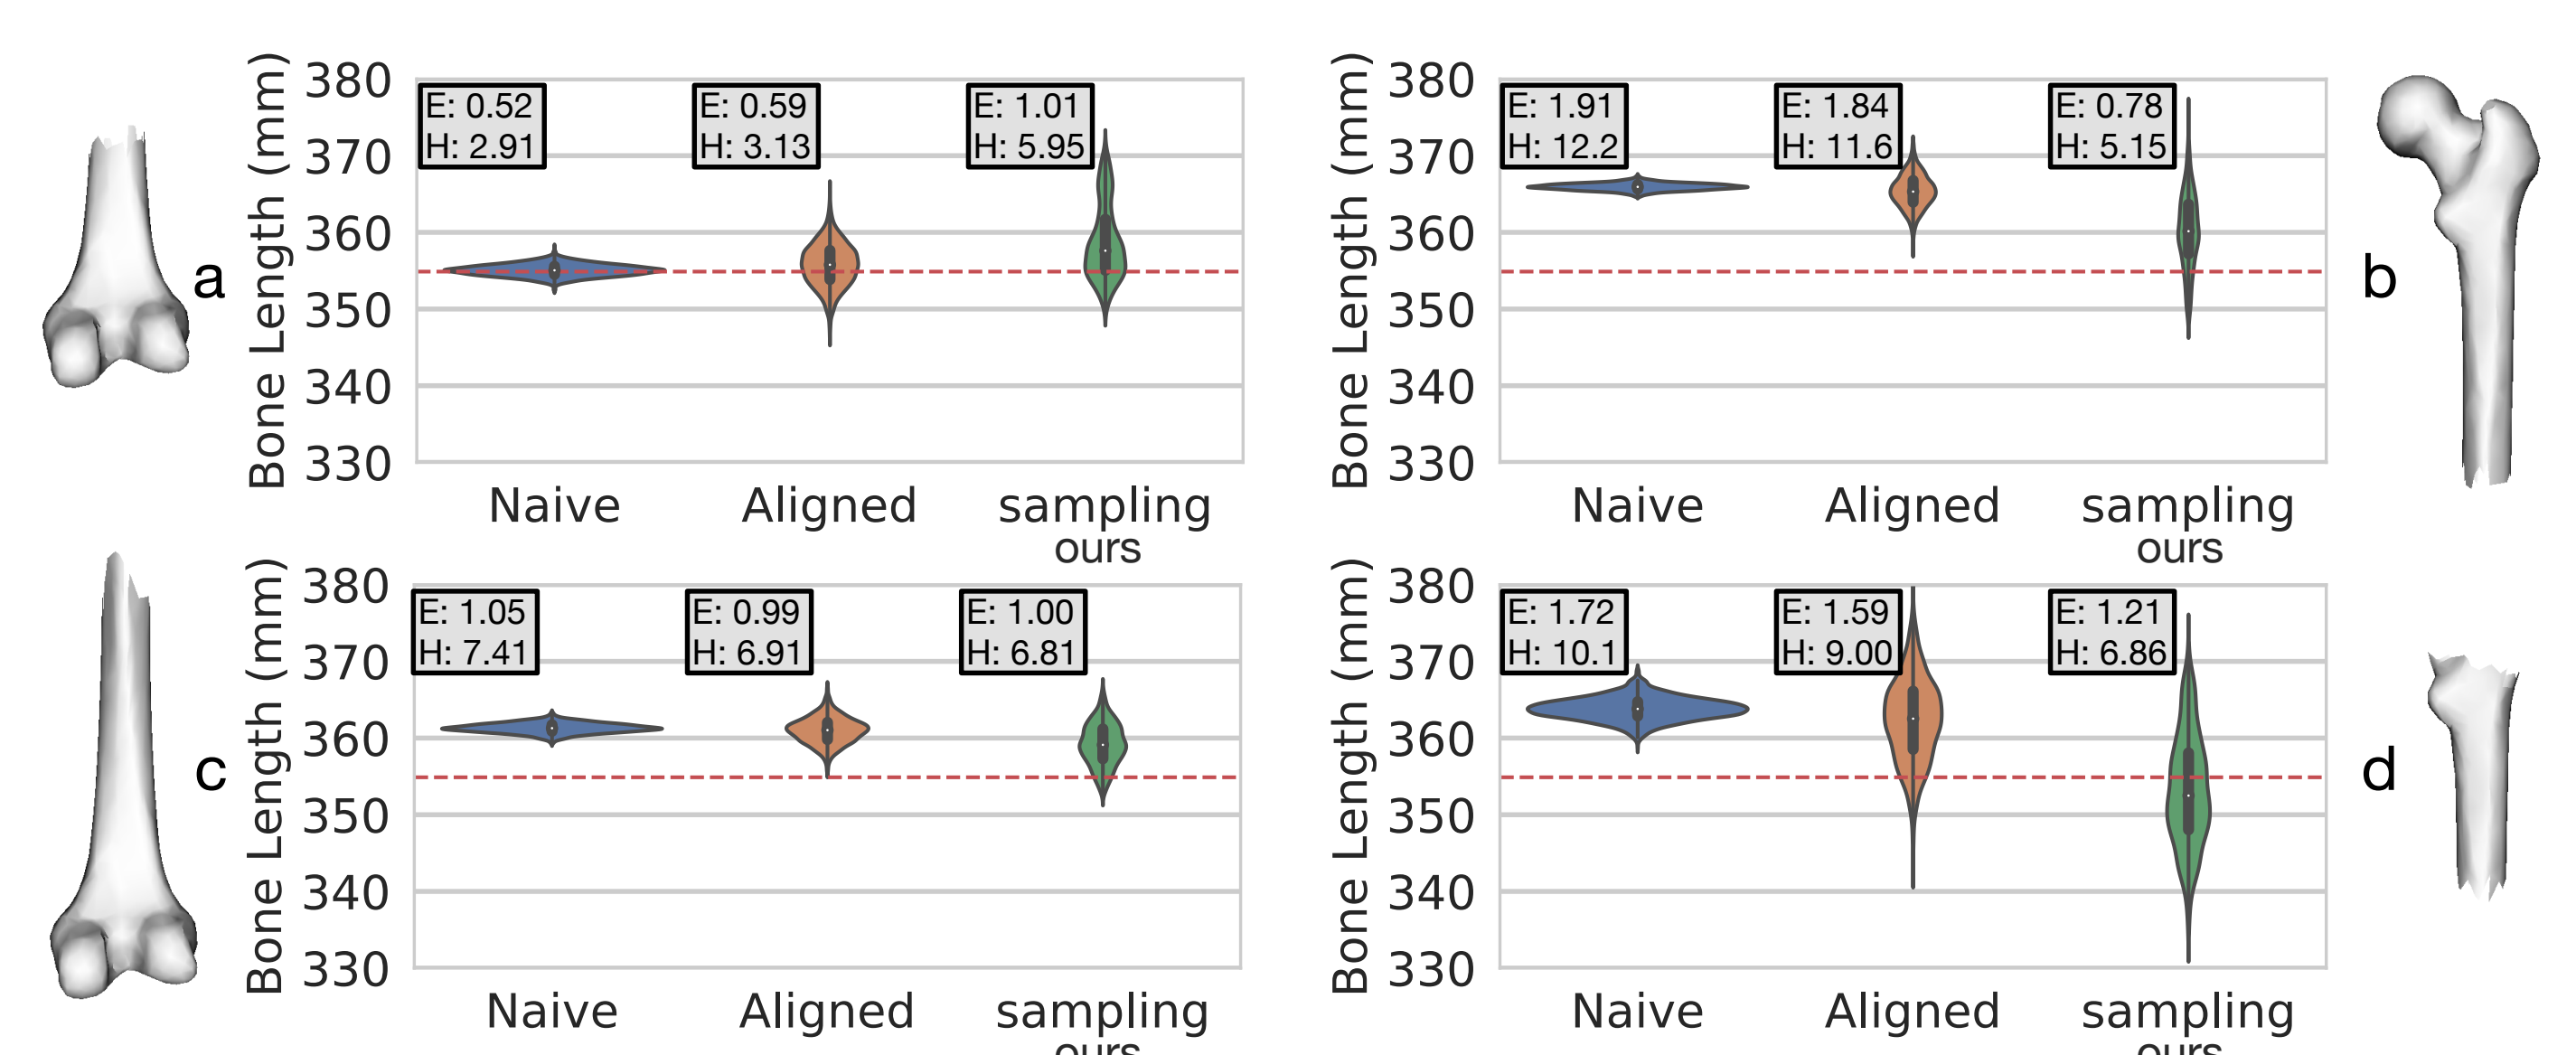 a
Bone Length (mm)
380
370
360
350
340
330
E: 0.52
H: 2.91
E: 0.59
H: 3.13
E: 1.01
H: 5.95
Naive
Aligned
sampling
ours
Bone Length (mm)
380
370
360
350
340
330
E: 1.91
H: 12.2
E: 1.84
H: 11.6
E: 0.78
H: 5.15
Naive
Aligned
sampling
ours
b
c
Bone Length (mm)
380
370
360
350
340
330
E: 1.05
H: 7.41
E: 0.99
H: 6.91
E: 1.00
H: 6.81
Naive
Aligned
sampling
ours
Bone Length (mm)
380
370
360
350
340
330
E: 1.72
H: 10.1
E: 1.59
H: 9.00
E: 1.21
H: 6.86
Naive
Aligned
sampling
ours
d